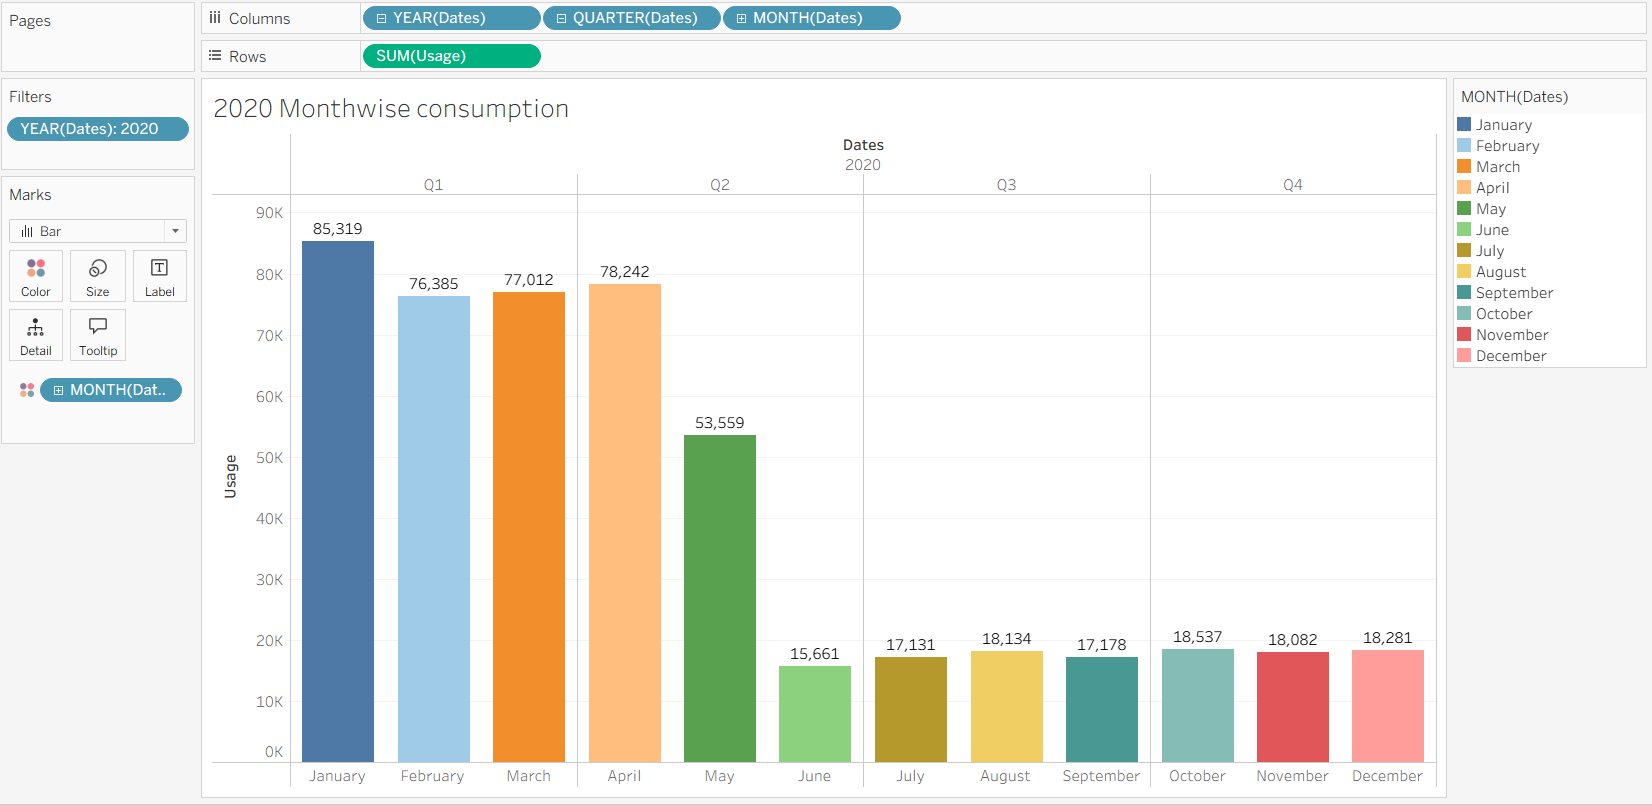 Pages
Columns YEAR(Dates) QUARTER(Dates) MONTH(Dates)
Rows SUM(Usage)
Filters
YEAR(Dates): 2020
Marks
Bar
Color Size Label
Detail Tooltip
MONTH(Dat..
2020 Monthwise consumption
Dates
2020
Q1 Q2 Q3 Q4
Usage
90K
80K
70K
60K
50K
40K
30K
20K
10K
0K
85,319
76,385
77,012
78,242
53,559
15,661
17,131
18,134
17,178
18,537
18,082
18,281
January February March April May June July August September October November December
MONTH(Dates)
January
February
March
April
May
June
July
August
September
October
November
December